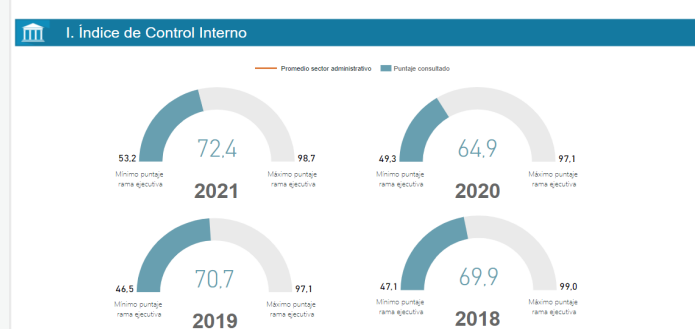 I. Índice de Control Interno
Promedio sector administrativo Puntaje consultado
72,4 64,9
53,2 98,7 49,3 97,1
Mínimo puntaje Máximo puntaje Mínimo puntaje Máximo puntaje
rama ejecutiva rama ejecutiva rama ejecutiva rama ejecutiva
2021 2020
70,7 69,9
46,5 97,1 47,1 99,0
Mínimo puntaje Máximo puntaje Mínimo puntaje Máximo puntaje
rama ejecutiva rama ejecutiva rama ejecutiva rama ejecutiva
2019 2018